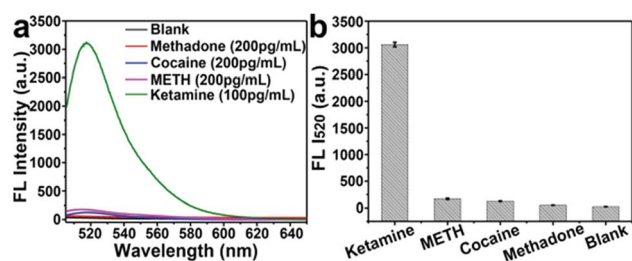 a
3500
3000
2500
2000
1500
1000
500
0
FL Intensity (a.u.)
Blank
Methadone (200pg/mL)
Cocaine (200pg/mL)
METH (200pg/mL)
Ketamine (100pg/mL)
520 540 560 580 600 620 640
Wavelength (nm)
b
3500
3000
2500
2000
1500
1000
500
0
FL I520 (a.u.)
Ketamine METH Cocaine Methadone Blank